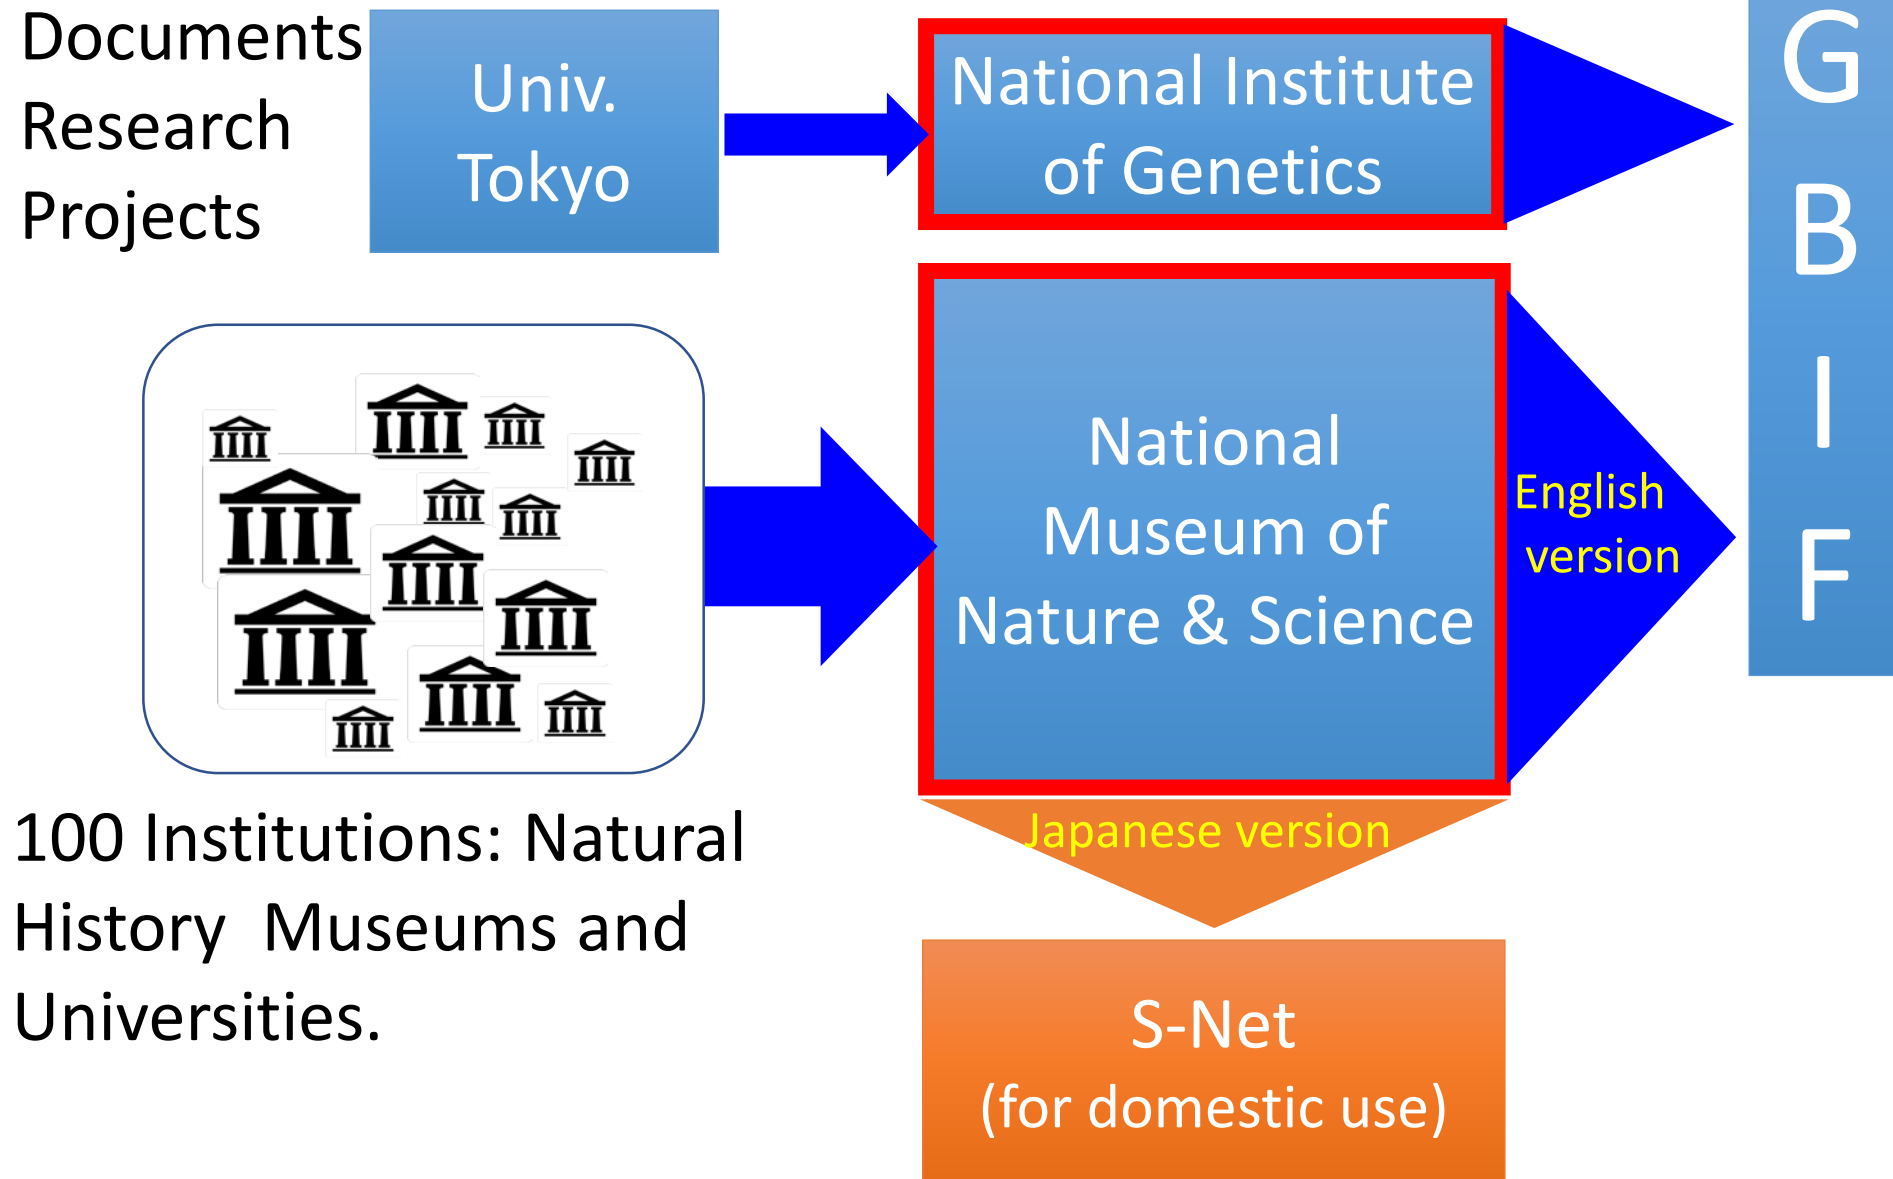 Documents
Research
Projects
Univ.
Tokyo
National Institute
of Genetics
G
B
I
F
National
Museum of
Nature & Science
English
version
Japanese version
100 Institutions: Natural
History Museums and
Universities.
S-Net
(for domestic use)